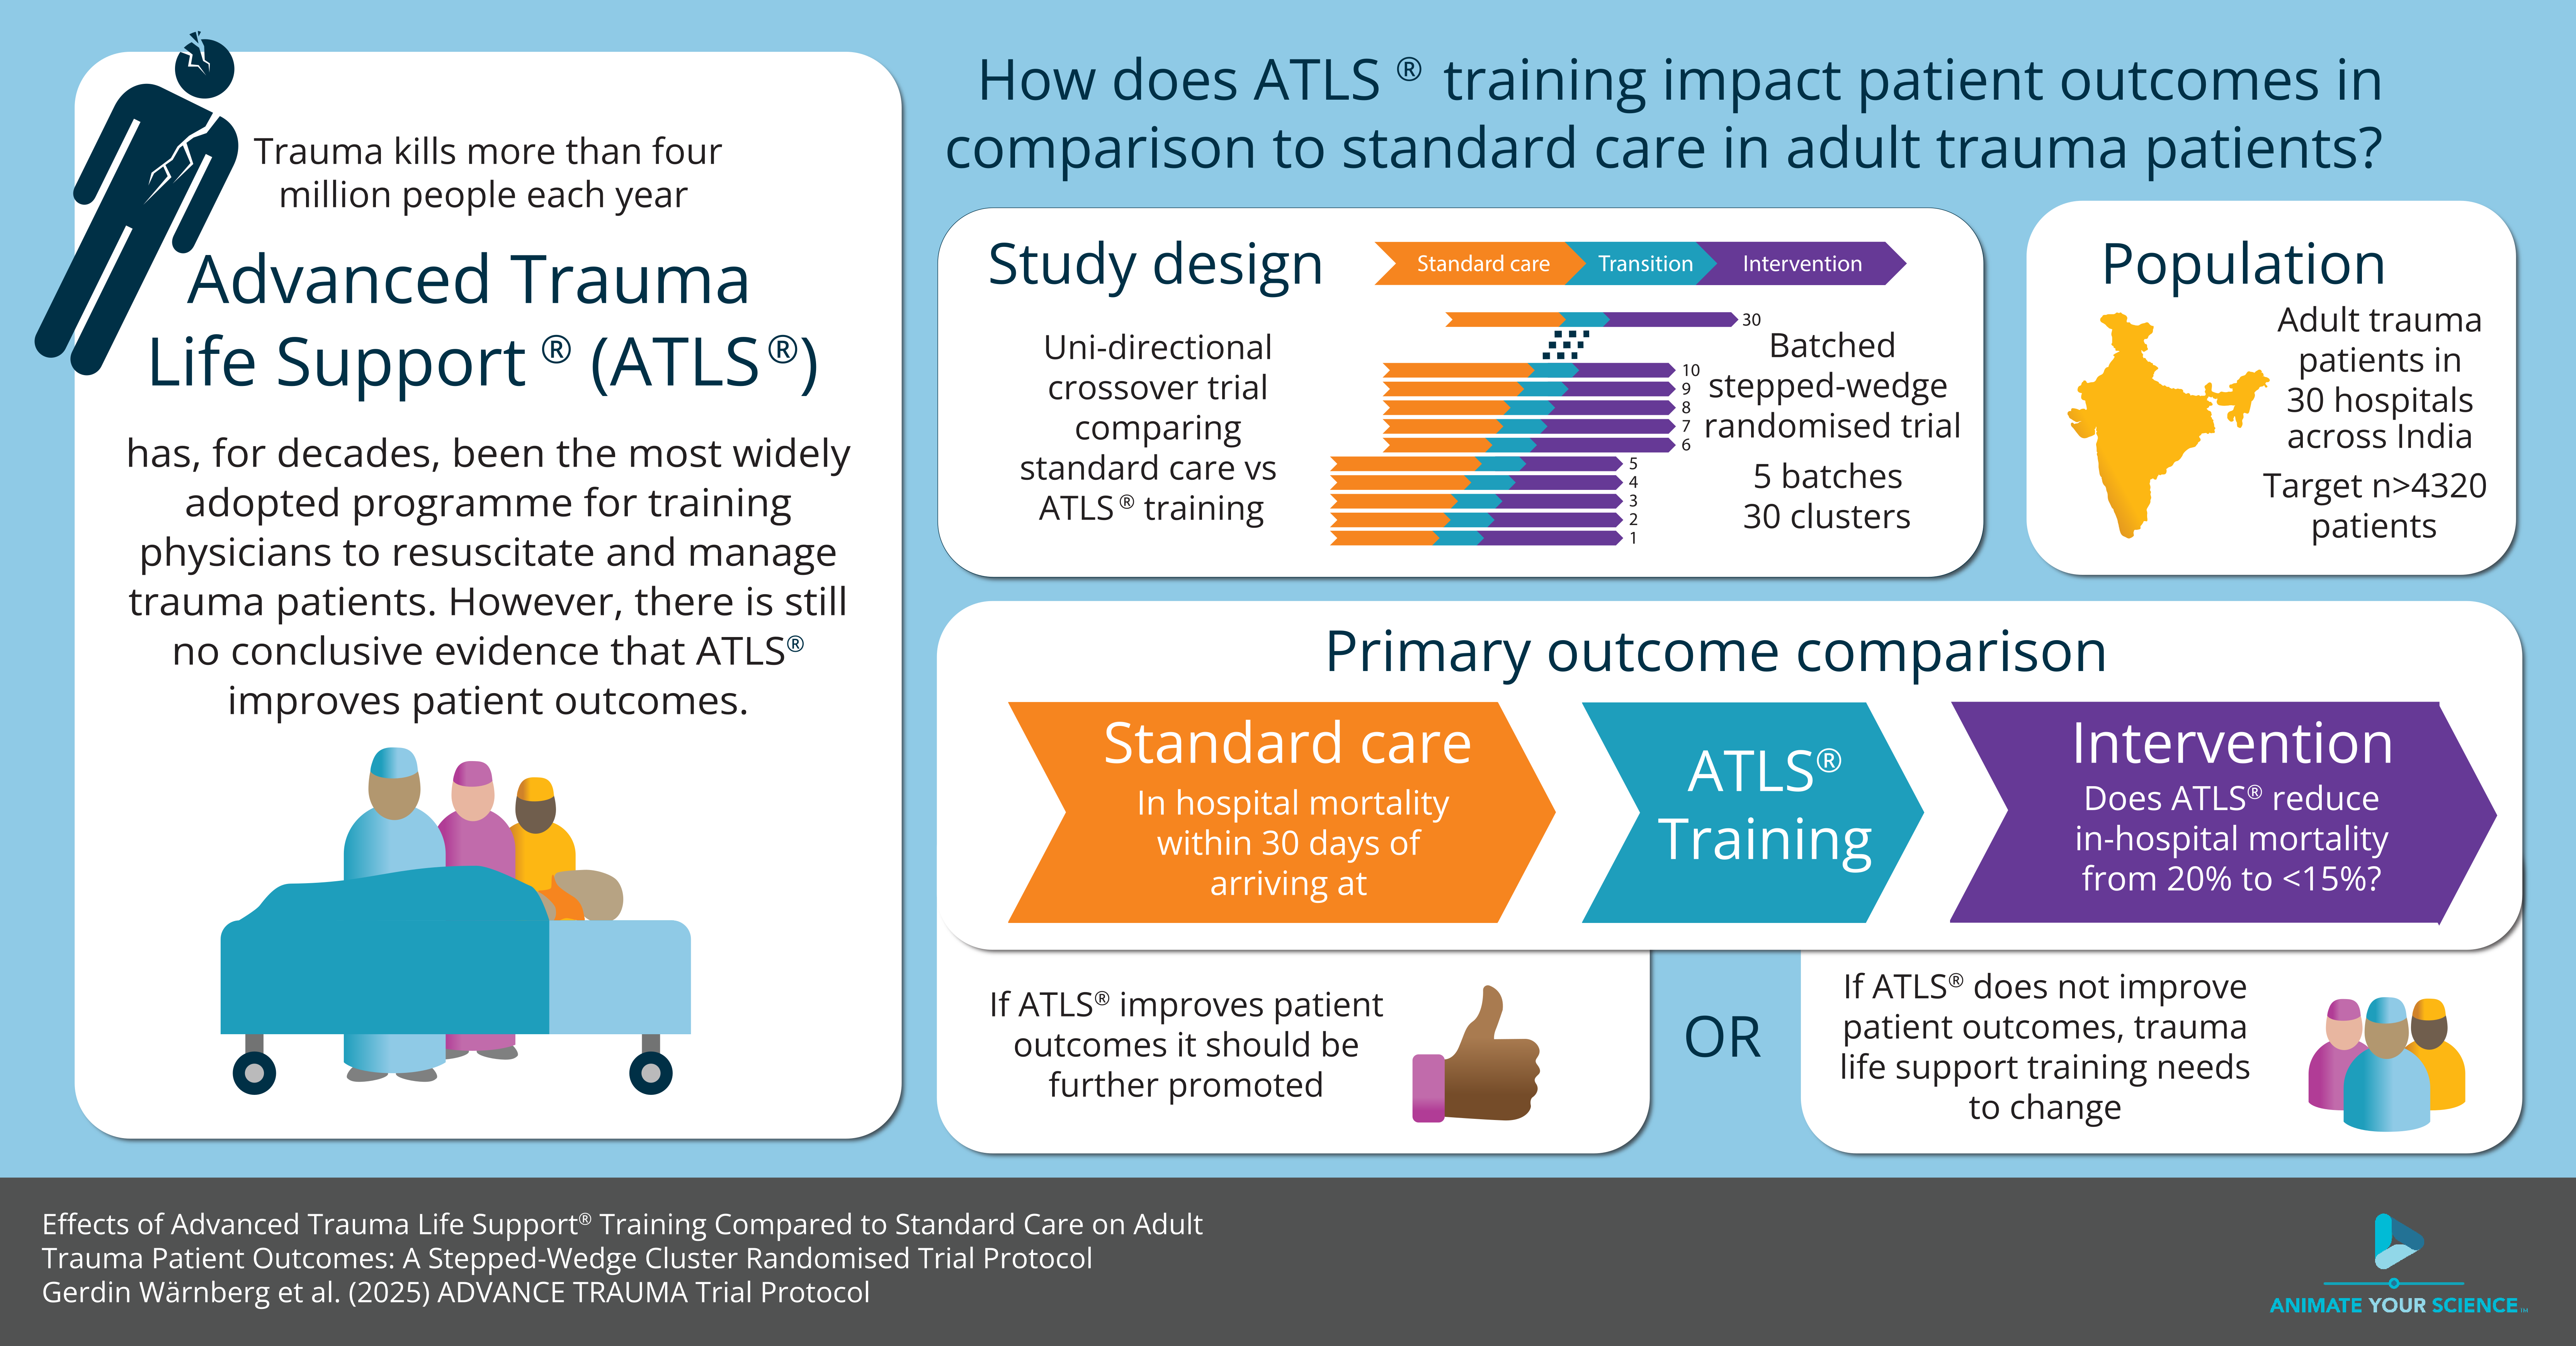 Trauma kills more than four
million people each year
Advanced Trauma
Life Support ® (ATLS®)
has, for decades, been the most widely
adopted programme for training
physicians to resuscitate and manage
trauma patients. However, there is still
no conclusive evidence that ATLS®
improves patient outcomes.
How does ATLS ® training impact patient outcomes in
comparison to standard care in adult trauma patients?
Study design
Uni-directional
crossover trial
comparing
standard care vs
ATLS ® training
Standard care
Transition
Intervention
30
10
9
8
7
6
5
4
3
2
1
Batched
stepped-wedge
randomised trial
5 batches
30 clusters
Population
Adult trauma
patients in
30 hospitals
across India
Target n>4320
patients
Primary outcome comparison
Standard care
In hospital mortality
within 30 days of
arriving at
ATLS®
Training
Intervention
Does ATLS® reduce
in-hospital mortality
from 20% to <15%?
If ATLS® improves patient
outcomes it should be
further promoted
OR
If ATLS® does not improve
patient outcomes, trauma
life support training needs
to change
Effects of Advanced Trauma Life Support® Training Compared to Standard Care on Adult
Trauma Patient Outcomes: A Stepped-Wedge Cluster Randomised Trial Protocol
Gerdin Wärnberg et al. (2025) ADVANCE TRAUMA Trial Protocol
ANIMATE YOUR SCIENCE™